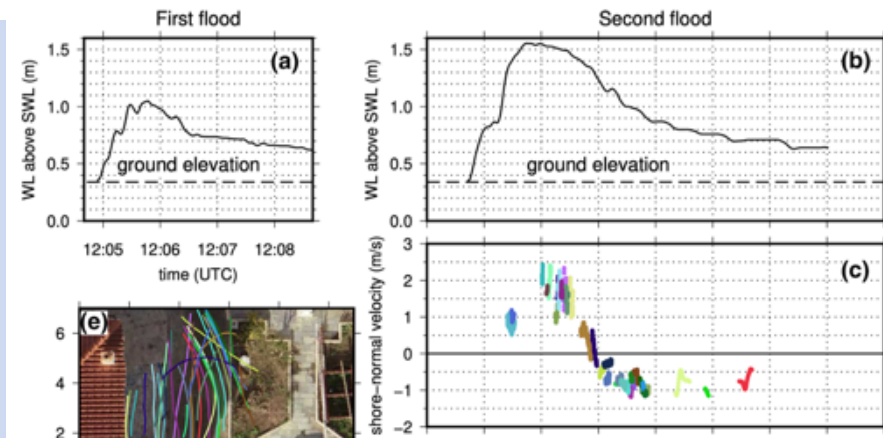 First flood
Second flood
WL above SWL (m)
1.5
1.0
0.5
0.0
(a)
ground elevation
12:05 12:06 12:07 12:08
time (UTC)
WL above SWL (m)
1.5
1.0
0.5
0.0
(b)
ground elevation
shore−normal velocity (m/s)
3
2
1
0
−1
−2
(c)
(e)
6
4
2